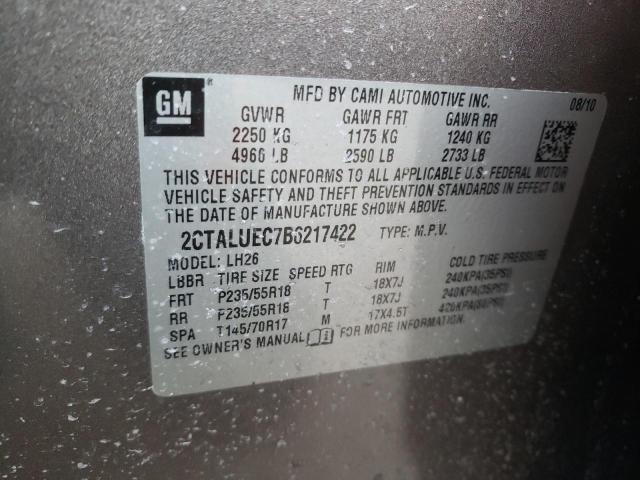 GM
MFD BY CAMI AUTOMOTIVE INC. 08/10
GVWR GAWR FRT GAWR RR
2250 KG 1175 KG 1240 KG
4960 LB 2590 LB 2733 LB
THIS VEHICLE CONFORMS TO ALL APPLICABLE U.S. FEDERAL MOTOR
VEHICLE SAFETY AND THEFT PREVENTION STANDARDS IN EFFECT ON
THE DATE OF MANUFACTURE SHOWN ABOVE.
2CTALUEC7B6217422 TYPE: M.P.V.
MODEL: LH26
LBBR TIRE SIZE SPEED RTG RIM COLD TIRE PRESSURE
FRT P235/55R18 T 18X7J 240KPA(35PSI)
RR P235/55R18 T 18X7J 240KPA(35PSI)
SPA T145/70R17 M 17X4.5T 420KPA(60PSI)
SEE OWNER'S MANUAL FOR MORE INFORMATION.